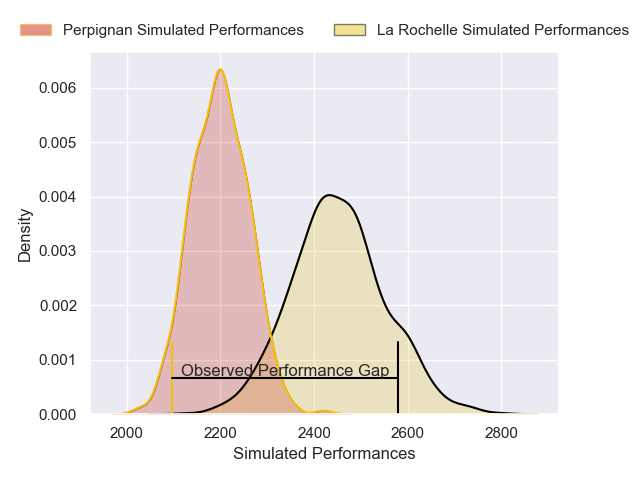 Perpignan Simulated Performances
La Rochelle Simulated Performances
0.006
0.005
0.004
0.003
0.002
0.001
0.000
Density
Observed Performance Gap
2000
2200
2400
2600
2800
Simulated Performances